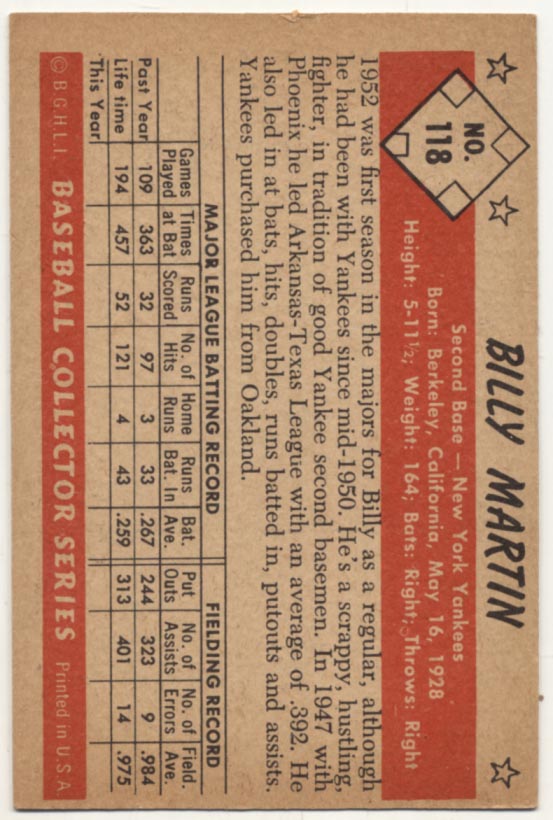 NO.
118
BILLY MARTIN
Second Base — New York Yankees
Born: Berkeley, California, May 16, 1928
Height: 5-11½; Weight: 164; Bats: Right; Throws: Right
1952 was first season in the majors for Billy as a regular, although
he had been with Yankees since mid-1950. He's a scrappy, hustling,
fighter, in tradition of good Yankee second basemen. In 1947 with
Phoenix he led Arkansas-Texas League with an average of .392. He
also led in at bats, hits, doubles, runs batted in, putouts and assists.
Yankees purchased him from Oakland.
MAJOR LEAGUE BATTING RECORD FIELDING RECORD
Games Times Runs No. of Home Runs Bat. Put No. of No. of Field.
Played at Bat Scored Hits Runs Bat. In Ave. Outs Assists Errors Ave.
Past Year 109 363 32 97 3 33 .267 244 323 9 .984
Life time 194 457 52 121 4 43 .259 313 401 14 .975
This Year
© B.G.H.L.I. BASEBALL COLLECTOR SERIES Printed in U.S.A.